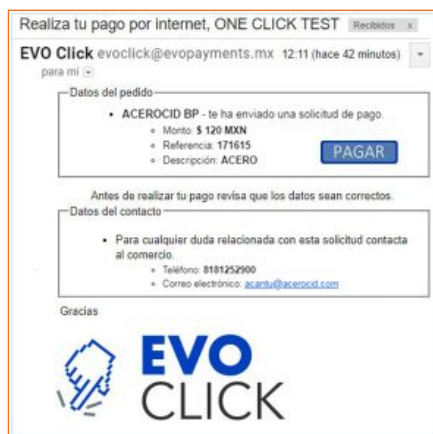 Realiza tu pago por internet, ONE CLICK TEST Recibidos x
EVO Click evoclick@evopayments.mx 12:11 (hace 42 minutos)
para mi
Datos del pedido
• ACEROCID BP - te ha enviado una solicitud de pago.
Monto: $ 120 MXN
Referencia: 171615
Descripción: ACERO
PAGAR
Antes de realizar tu pago revisa que los datos sean correctos.
Datos del contacto
• Para cualquier duda relacionada con esta solicitud contacta
al comercio.
Teléfono: 8181252900
Correo electrónico: acantu@acerocid.com
Gracias
EVO
CLICK